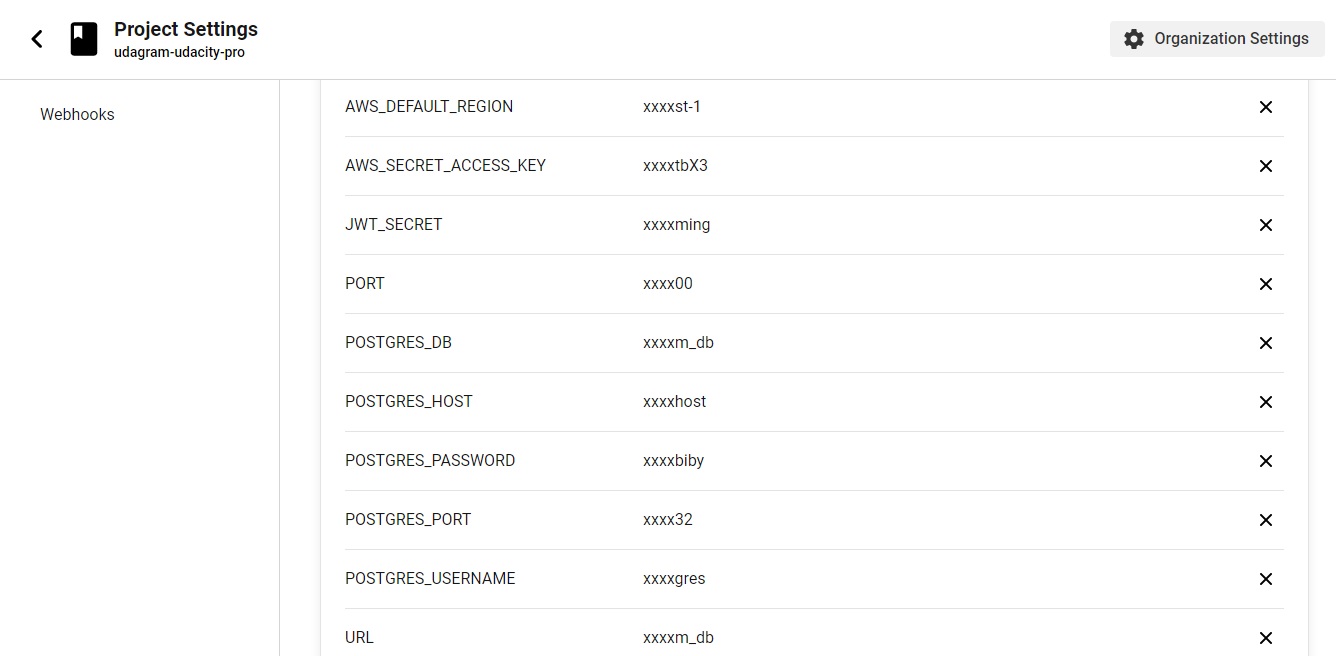 Project Settings
udagram-udacity-pro
Organization Settings
Webhooks
AWS_DEFAULT_REGION xxxxst-1
AWS_SECRET_ACCESS_KEY xxxxtbX3
JWT_SECRET xxxxming
PORT xxxx00
POSTGRES_DB xxxxm_db
POSTGRES_HOST xxxxhost
POSTGRES_PASSWORD xxxxbiby
POSTGRES_PORT xxxx32
POSTGRES_USERNAME xxxxgres
URL xxxxm_db